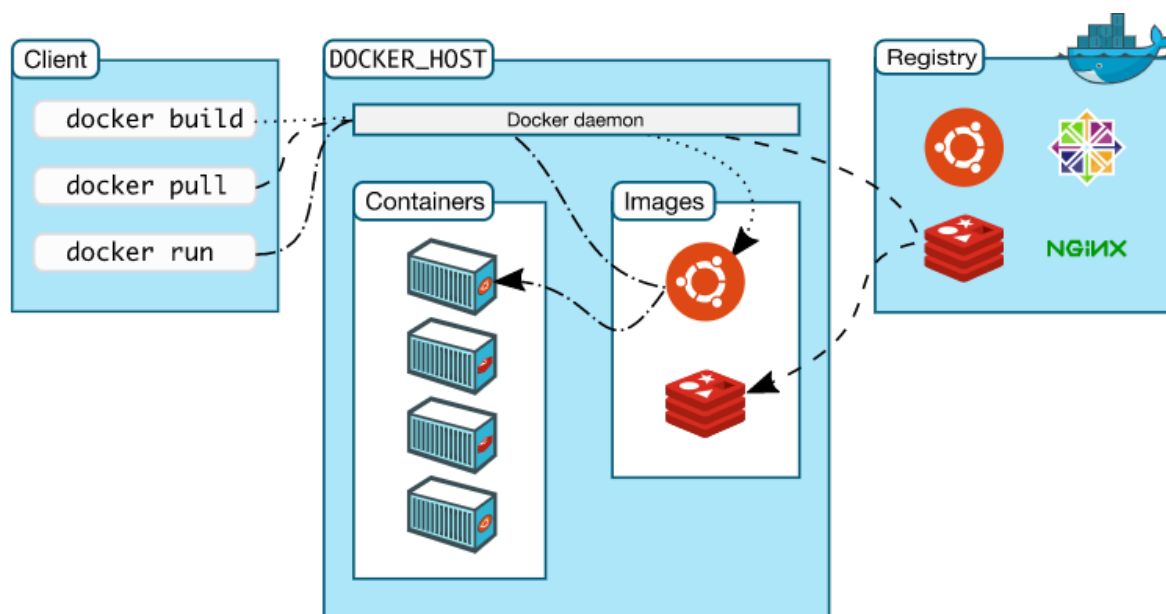 Client
docker build
docker pull
docker run
DOCKER_HOST
Docker daemon
Containers
Images
Registry
NGiNX